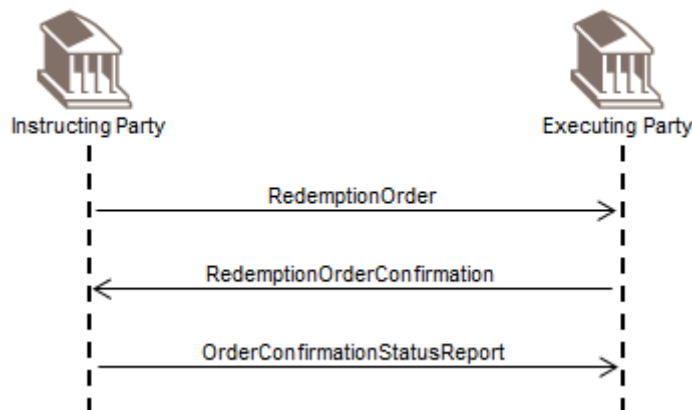 Instructing Party
Executing Party
RedemptionOrder
RedemptionOrderConfirmation
OrderConfirmationStatusReport